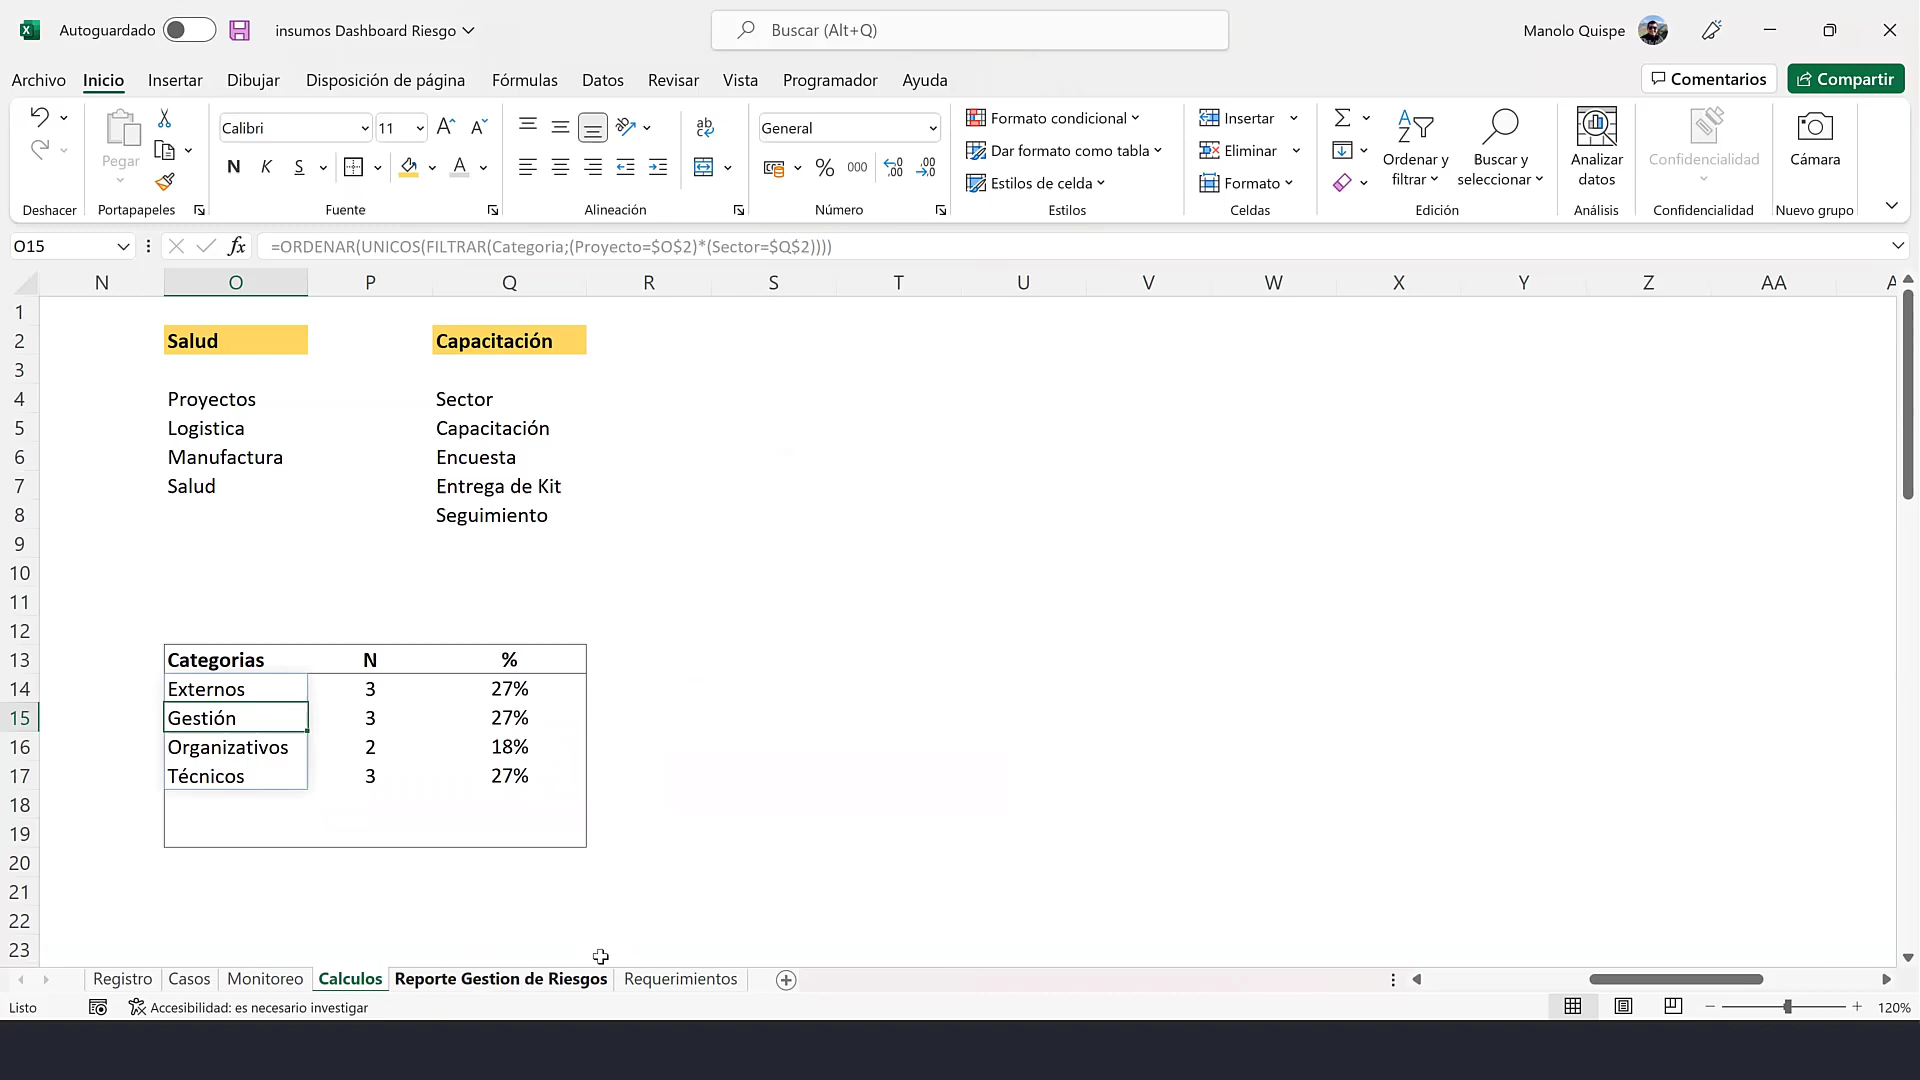 Autoguardado insumos Dashboard Riesgo Buscar (Alt+Q) Manolo Quispe
Archivo Inicio Insertar Dibujar Disposición de página Fórmulas Datos Revisar Vista Programador Ayuda Comentarios Compartir
Pegar
Calibri 11
N K S
ab
General
% 000
Formato condicional
Dar formato como tabla
Estilos de celda
Insertar
Eliminar
Formato
Ordenar y
filtrar
Buscar y
seleccionar
Analizar
datos
Confidencialidad
Cámara
Deshacer Portapapeles Fuente Alineación Número Estilos Celdas Edición Análisis Confidencialidad Nuevo grupo
O15 fx =ORDENAR(UNICOS(FILTRAR(Categoria;(Proyecto=$O$2)*(Sector=$Q$2))))
N O P Q R S T U V W X Y Z AA
1
2 Salud Capacitación
3
4 Proyectos Sector
5 Logistica Capacitación
6 Manufactura Encuesta
7 Salud Entrega de Kit
8 Seguimiento
9
10
11
12
13 Categorias N %
14 Externos 3 27%
15 Gestión 3 27%
16 Organizativos 2 18%
17 Técnicos 3 27%
18
19
20
21
22
23
Registro Casos Monitoreo Calculos Reporte Gestion de Riesgos Requerimientos
Listo Accesibilidad: es necesario investigar 120%